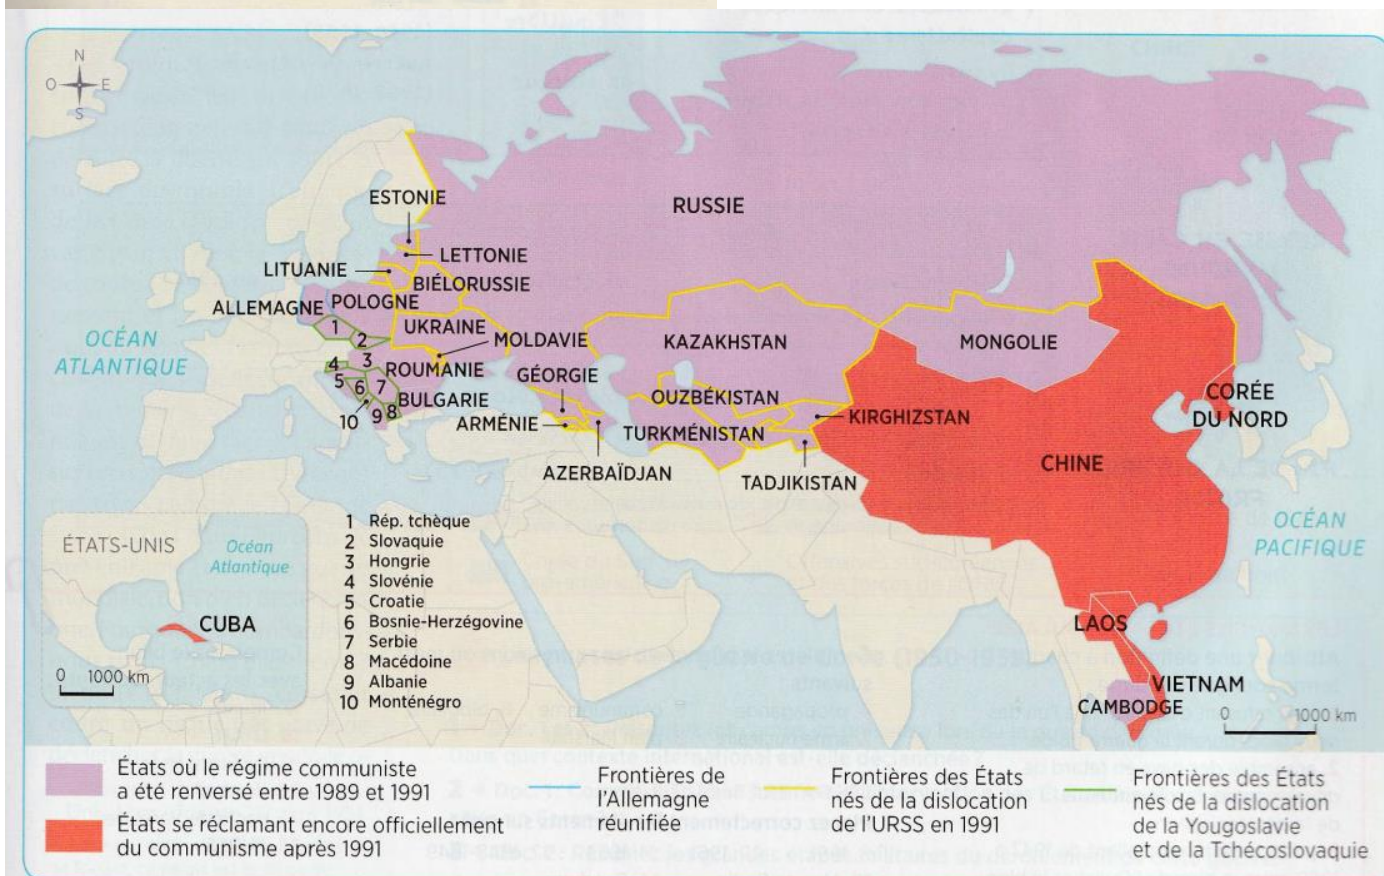 N
O
E
S
ESTONIE
RUSSIE
LETTONIE
LITUANIE
BIÉLORUSSIE
ALLEMAGNE
POLOGNE
UKRAINE
MOLDAVIE
OCÉAN
ATLANTIQUE
1
2
3
4
5
6
7
8
9
10
ROUMANIE
GÉORGIE
KAZAKHSTAN
MONGOLIE
BULGARIE
OUZBÉKISTAN
ARMÉNIE
TURKMÉNISTAN
KIRGHIZSTAN
CORÉE
DU NORD
AZERBAÏDJAN
TADJIKISTAN
CHINE
OCÉAN
PACIFIQUE
ÉTATS-UNIS
Océan
Atlantique
CUBA
0 1000 km
1 Rép. tchèque
2 Slovaquie
3 Hongrie
4 Slovénie
5 Croatie
6 Bosnie-Herzégovine
7 Serbie
8 Macédoine
9 Albanie
10 Monténégro
LAOS
VIETNAM
CAMBODGE
0 1000 km
États où le régime communiste
a été renversé entre 1989 et 1991
États se réclamant encore officiellement
du communisme après 1991
Frontières de
l'Allemagne
réunifiée
Frontières des États
nés de la dislocation
de l'URSS en 1991
Frontières des États
nés de la dislocation
de la Yougoslavie
et de la Tchécoslovaquie